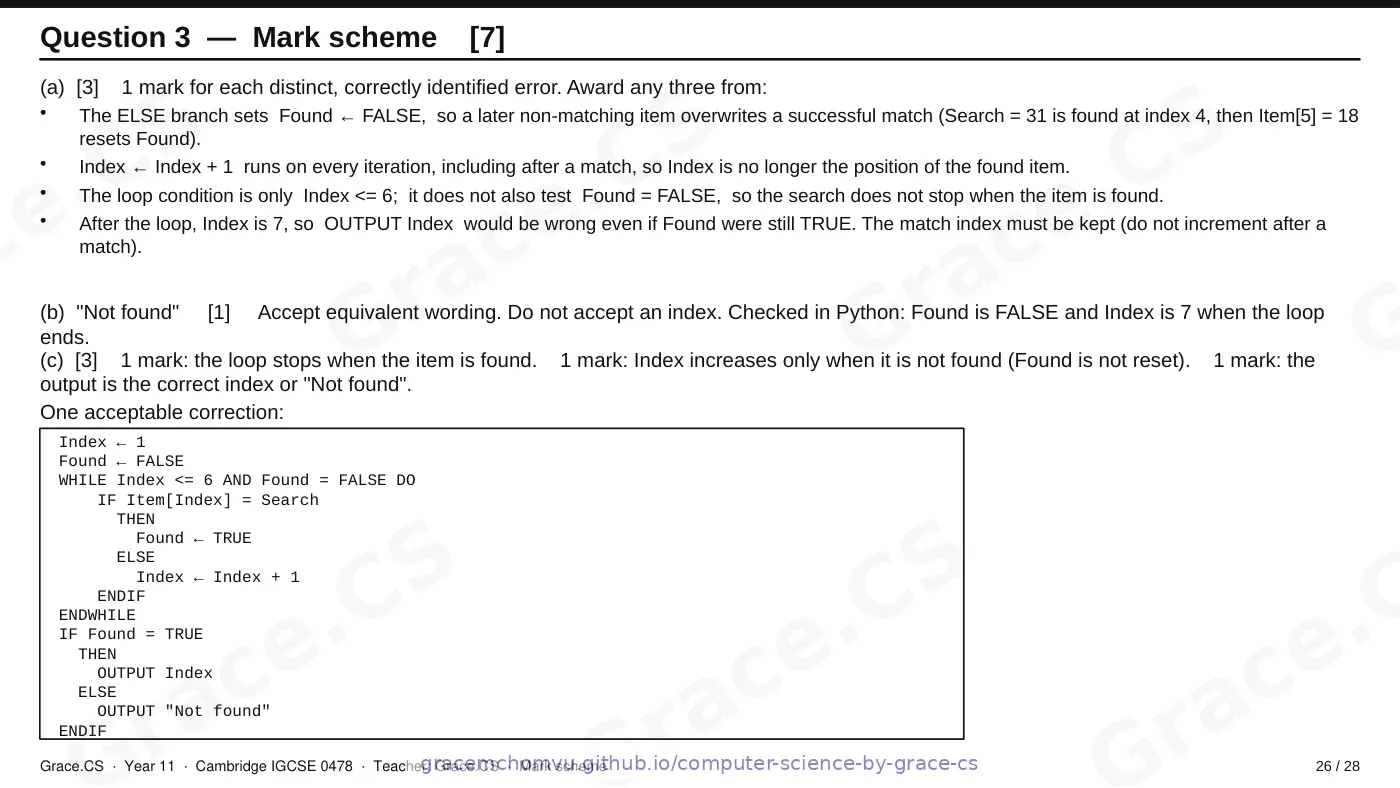 Question 3 — Mark scheme [7]
(a) [3] 1 mark for each distinct, correctly identified error. Award any three from:
• The ELSE branch sets Found ← FALSE, so a later non-matching item overwrites a successful match (Search = 31 is found at index 4, then Item[5] = 18
resets Found).
• Index ← Index + 1 runs on every iteration, including after a match, so Index is no longer the position of the found item.
• The loop condition is only Index <= 6; it does not also test Found = FALSE, so the search does not stop when the item is found.
• After the loop, Index is 7, so OUTPUT Index would be wrong even if Found were still TRUE. The match index must be kept (do not increment after a
match).
(b) "Not found" [1] Accept equivalent wording. Do not accept an index. Checked in Python: Found is FALSE and Index is 7 when the loop
ends.
(c) [3] 1 mark: the loop stops when the item is found. 1 mark: Index increases only when it is not found (Found is not reset). 1 mark: the
output is the correct index or "Not found".
One acceptable correction:
Index ← 1
Found ← FALSE
WHILE Index <= 6 AND Found = FALSE DO
IF Item[Index] = Search
THEN
Found ← TRUE
ELSE
Index ← Index + 1
ENDIF
ENDWHILE
IF Found = TRUE
THEN
OUTPUT Index
ELSE
OUTPUT "Not found"
ENDIF
Grace.CS · Year 11 · Cambridge IGCSE 0478 · Teacher Grace.CS · Mark scheme
gracemchomvu.github.io/computer-science-by-grace-cs
26 / 28
Grace.CS
Grace.CS
Grace.CS
Grace.CS
Grace.CS